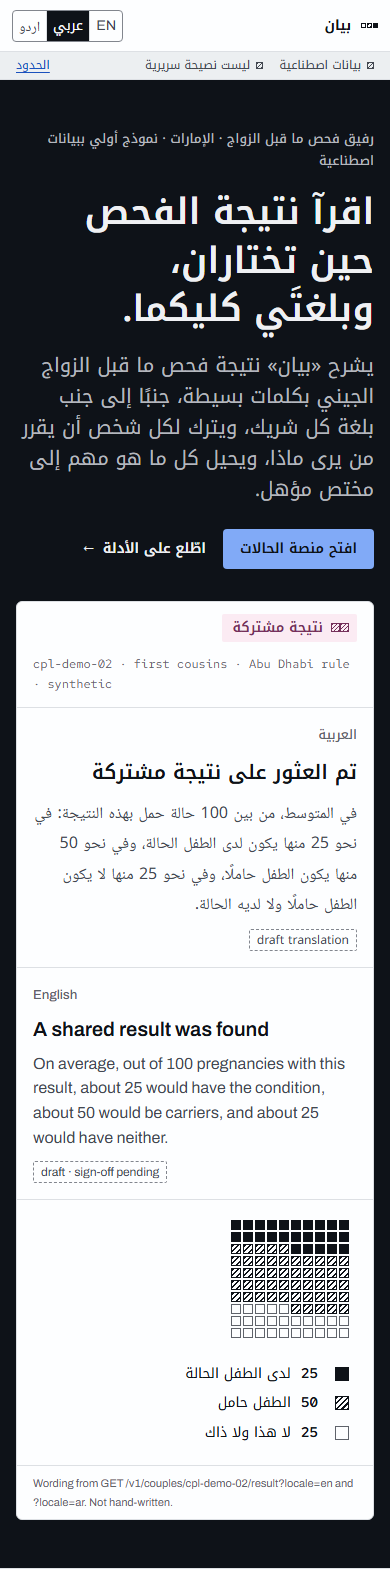 بيان
EN عربي اردو
بيانات اصطناعية ليست نصيحة سريرية الحدود
رفيق فحص ما قبل الزواج · الإمارات · نموذج أولي ببيانات
اصطناعية
اقرآ نتيجة الفحص
حين تختاران،
وبلغتَي كليكما.
يشرح «بيان» نتيجة فحص ما قبل الزواج
الجيني بكلمات بسيطة، جنبًا إلى جنب
بلغة كل شريك، ويترك لكل شخص أن يقرر
من يرى ماذا، ويحيل كل ما هو مهم إلى
مختص مؤهل.
افتح منصة الحالات اطّلع على الأدلة ←
نتيجة مشتركة
cpl-demo-02 · first cousins · Abu Dhabi rule
· synthetic
العربية
تم العثور على نتيجة مشتركة
في المتوسط، من بين 100 حالة حمل بهذه النتيجة: في
نحو 25 منها يكون لدى الطفل الحالة، وفي نحو 50
منها يكون الطفل حاملًا، وفي نحو 25 منها لا يكون
الطفل حاملًا ولا لديه الحالة.
draft translation
English
A shared result was found
On average, out of 100 pregnancies with this
result, about 25 would have the condition,
about 50 would be carriers, and about 25
would have neither.
draft · sign-off pending
25 لدى الطفل الحالة
50 الطفل حامل
25 لا هذا ولا ذاك
Wording from GET /v1/couples/cpl-demo-02/result?locale=en and
?locale=ar. Not hand-written.